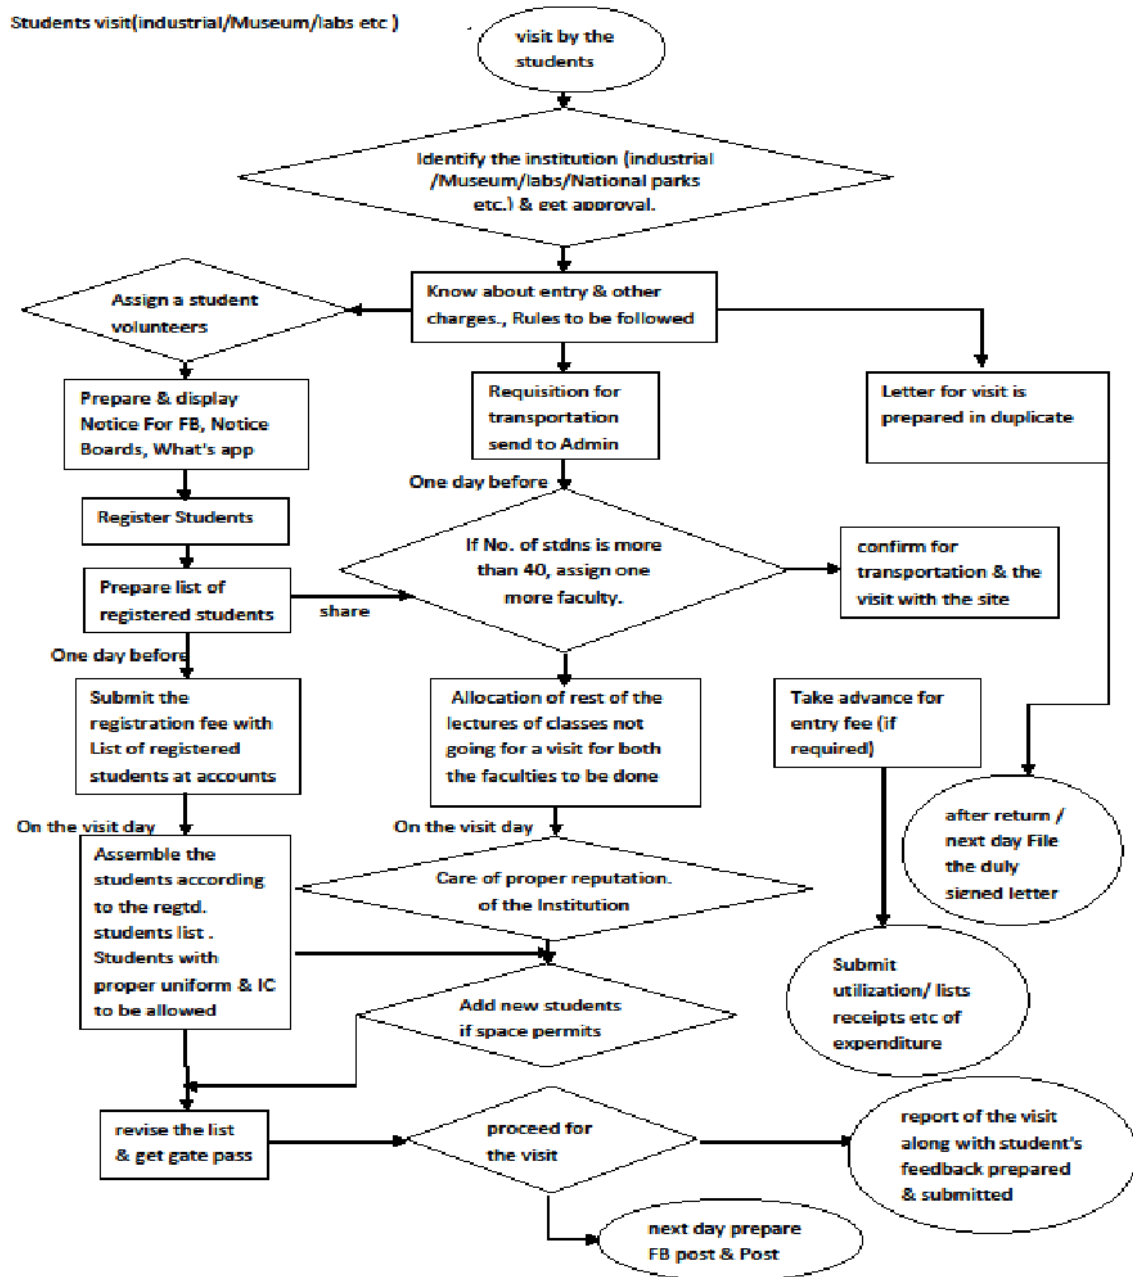 Students visit(industrial/Museum/labs etc )
visit by the
students
Identify the institution (industrial
/Museum/labs/National parks
etc.) & get approval.
Assign a student
volunteers
Know about entry & other
charges., Rules to be followed
Prepare & display
Notice For FB, Notice
Boards, What's app
Requisition for
transportation
send to Admin
Letter for visit is
prepared in duplicate
One day before
Register Students
If No. of stdns is more
than 40, assign one
more faculty.
confirm for
transportation & the
visit with the site
Prepare list of
registered students
share
One day before
Submit the
registration fee with
List of registered
students at accounts
Allocation of rest of the
lectures of classes not
going for a visit for both
the faculties to be done
Take advance for
entry fee (if
required)
On the visit day
On the visit day
after return /
next day File
the duly
signed letter
Assemble the
students according
to the regtd.
students list .
Students with
proper uniform & IC
to be allowed
Care of proper reputation.
of the Institution
Submit
utilization/ lists
receipts etc of
expenditure
Add new students
if space permits
revise the list
& get gate pass
proceed for
the visit
report of the visit
along with student's
feedback prepared
& submitted
next day prepare
FB post & Post